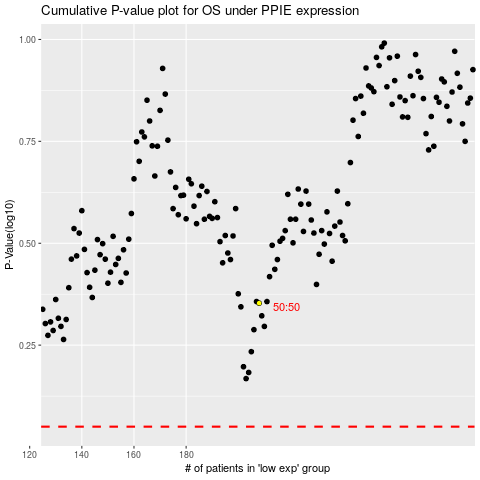 Cumulative P-value plot for OS under PPIE expression
P-Value(log10)
1.00
0.75
0.50
0.25
50:50
120 140 160 180
# of patients in 'low exp' group